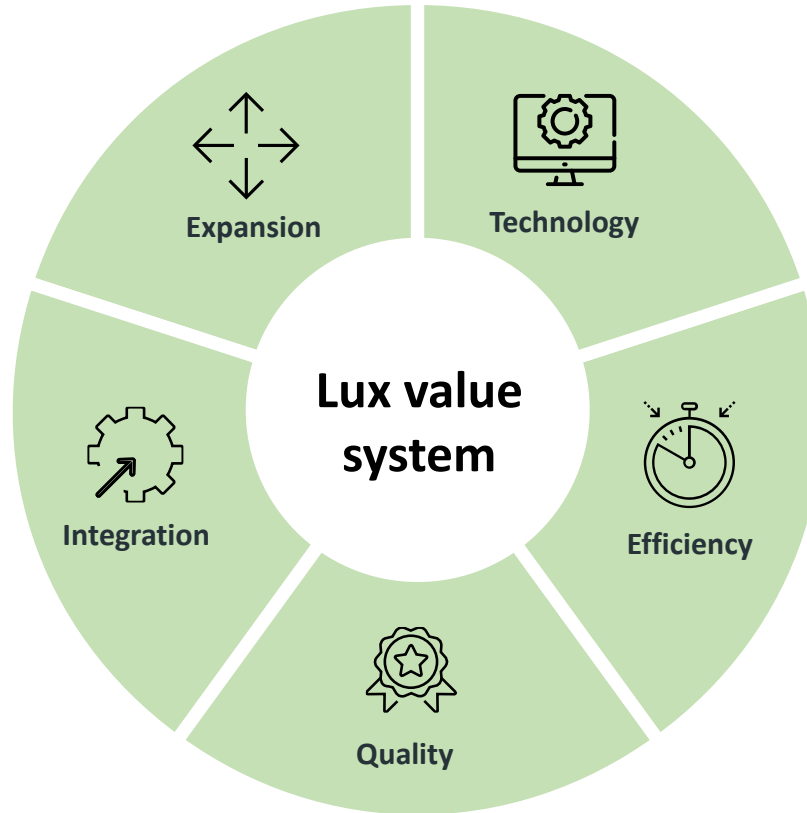 Expansion
Technology
Lux value
system
Integration
Efficiency
Quality